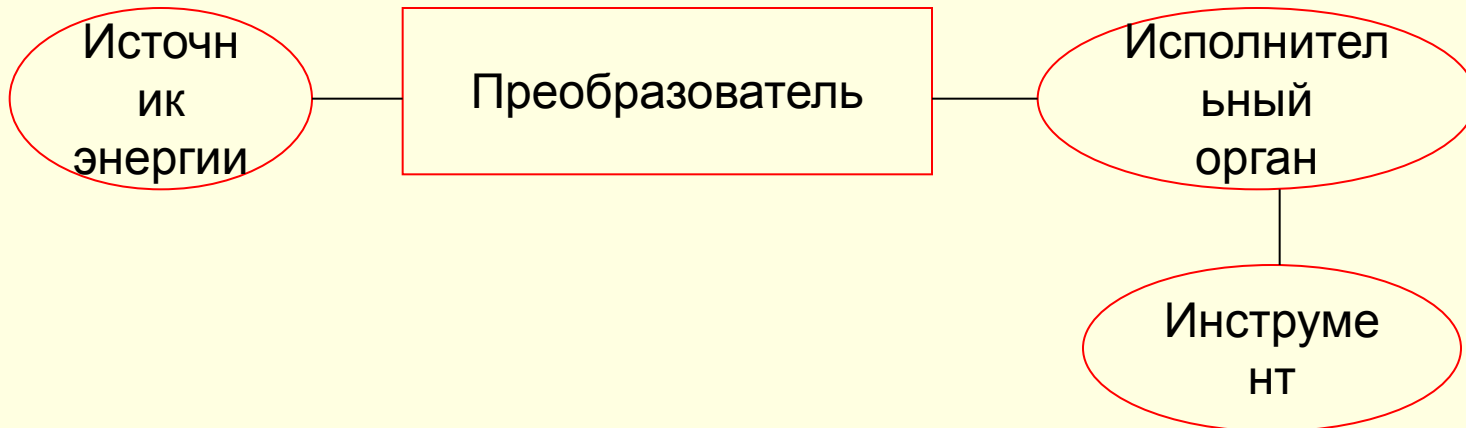 Источн
ик
энергии
Преобразователь
Исполнител
ьный
орган
Инструме
нт